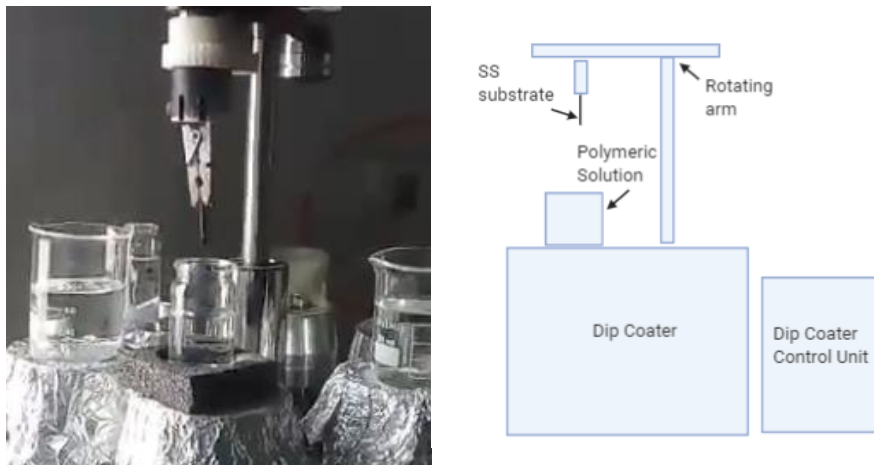 SS
substrate
Rotating
arm
Polymeric
Solution
Dip Coater
Dip Coater
Control Unit